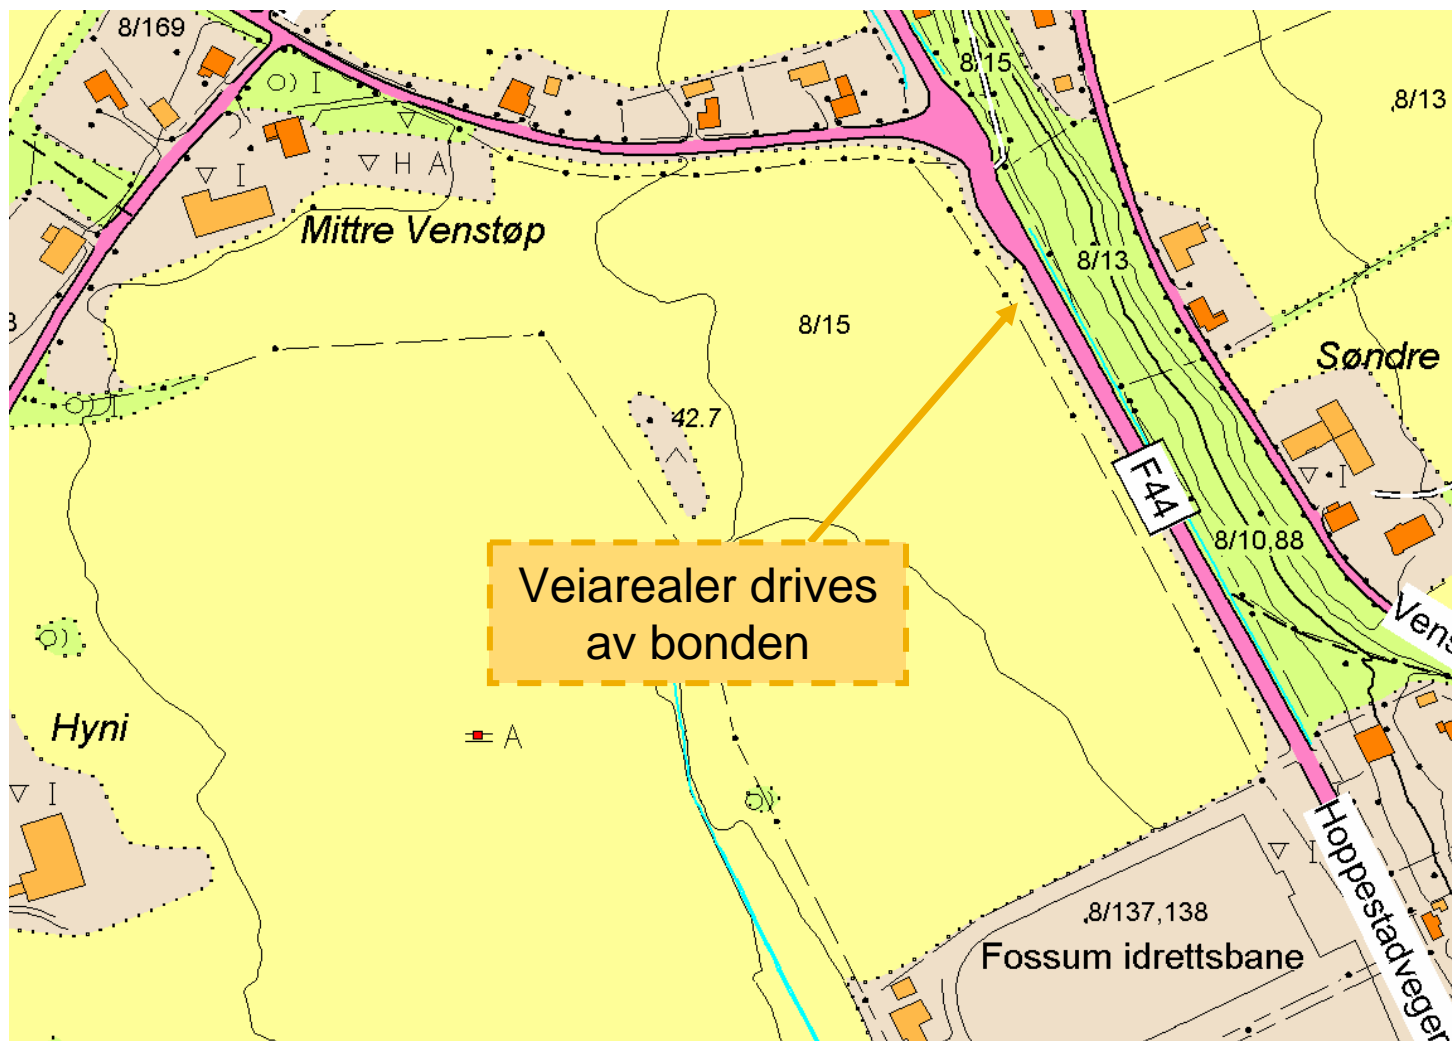 8/169
8/15
8/13
I
H A
I
Mittre Venstøp
8/13
8/15
Søndre
I
42.7
I
F44
8/10,88
Veiarealer drives
av bonden
Hyni
A
I
I
Hoppestadvegen
8/137,138
Fossum idrettsbane